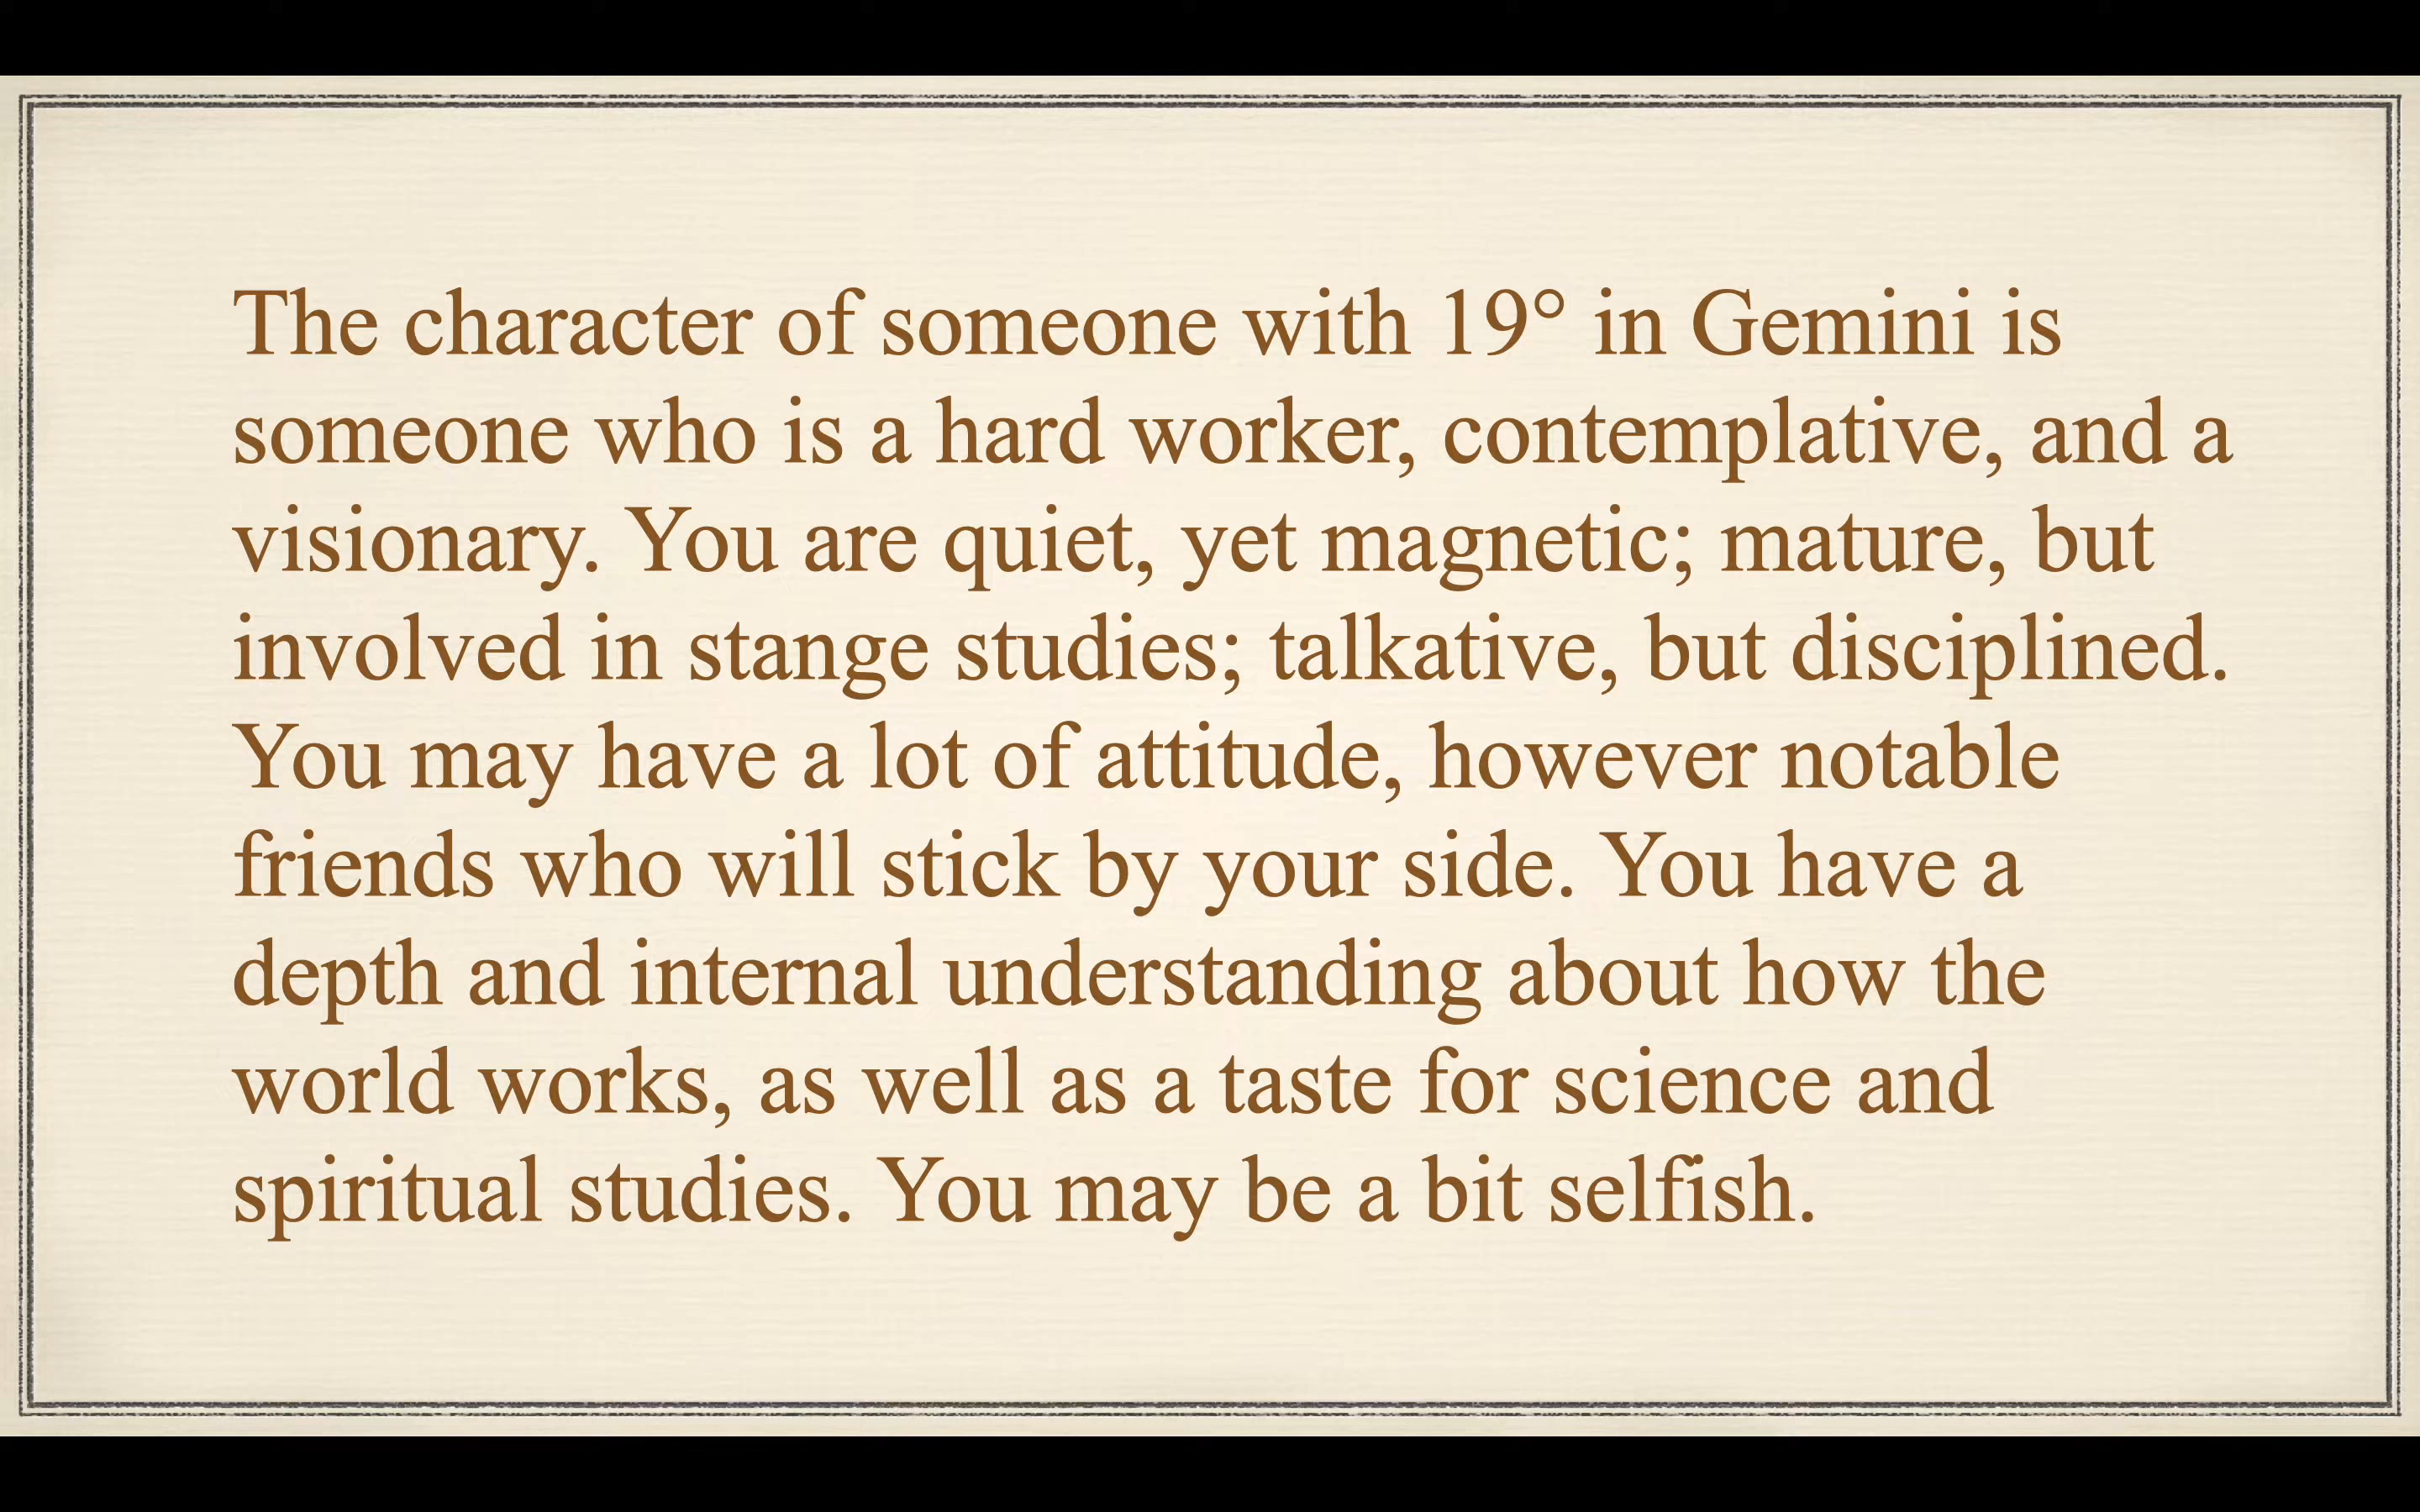 The character of someone with 19° in Gemini is
someone who is a hard worker, contemplative, and a
visionary. You are quiet, yet magnetic; mature, but
involved in stange studies; talkative, but disciplined.
You may have a lot of attitude, however notable
friends who will stick by your side. You have a
depth and internal understanding about how the
world works, as well as a taste for science and
spiritual studies. You may be a bit selfish.